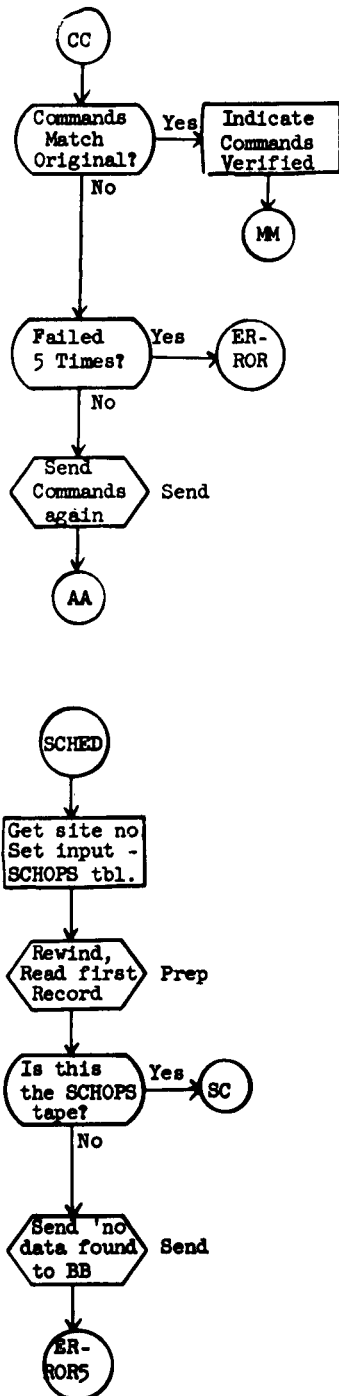 CC
Commands
Match
Original?
Yes
Indicate
Commands
Verified
No
MM
Failed
5 Times?
Yes
ER-
ROR
No
Send
Commands
again
Send
AA
SCHED
Get site no
Set input -
SCHOPS tbl.
Rewind,
Read first
Record
Prep
Is this
the SCHOPS
tape?
Yes
SC
No
Send 'no
data found
to BB
Send
ER-
ROR5